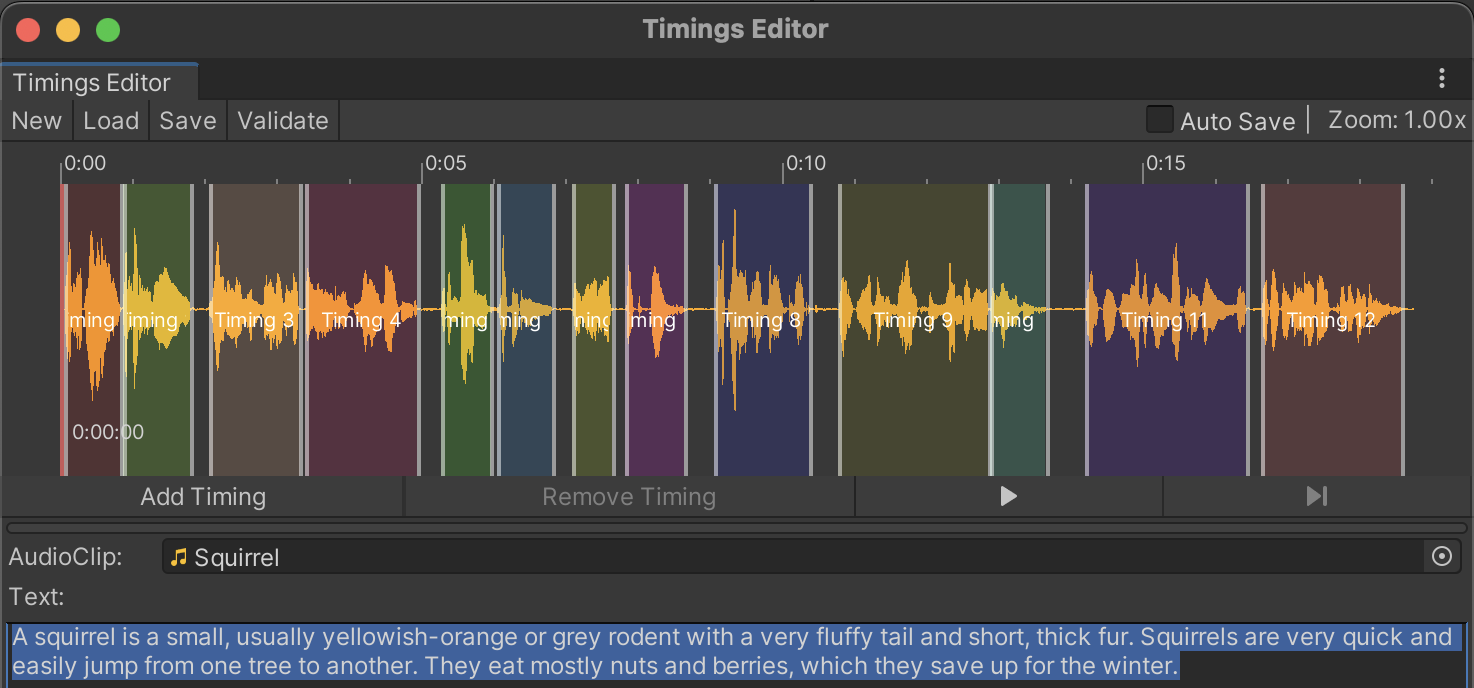 Timings Editor
Timings Editor
New Load Save Validate Auto Save Zoom: 1.00x
0:00 0:05 0:10 0:15
ming iming Timing 3 Timing 4 ming ning ning ming Timing 8 Timing 9 ming Timing 11 Timing 12
0:00:00
Add Timing Remove Timing
AudioClip: Squirrel
Text:
A squirrel is a small, usually yellowish-orange or grey rodent with a very fluffy tail and short, thick fur. Squirrels are very quick and
easily jump from one tree to another. They eat mostly nuts and berries, which they save up for the winter.